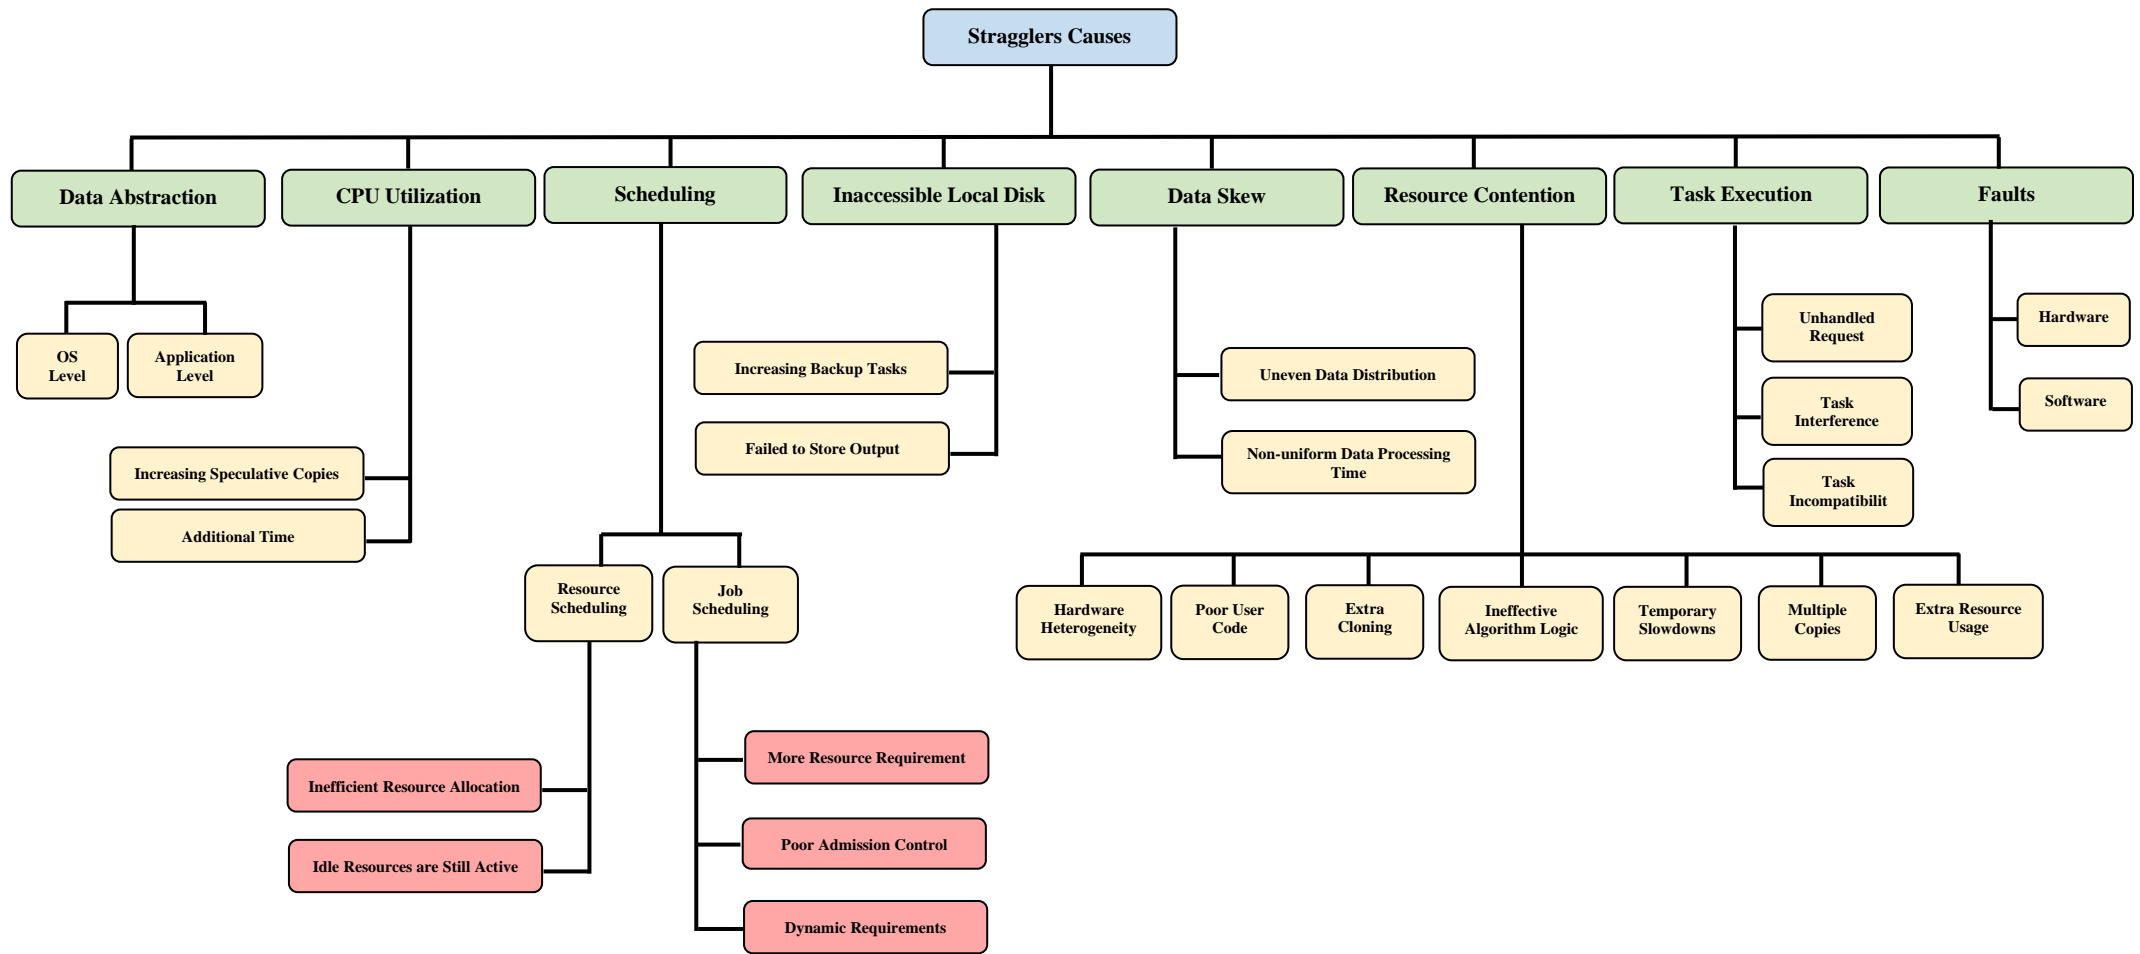 Stragglers Causes
Data Abstraction
CPU Utilization
Scheduling
Inaccessible Local Disk
Data Skew
Resource Contention
Task Execution
Faults
OS
Level
Application
Level
Increasing Speculative Copies
Additional Time
Resource
Scheduling
Job
Scheduling
Inefficient Resource Allocation
Idle Resources are Still Active
More Resource Requirement
Poor Admission Control
Dynamic Requirements
Increasing Backup Tasks
Failed to Store Output
Uneven Data Distribution
Non-uniform Data Processing
Time
Hardware
Heterogeneity
Poor User
Code
Extra
Cloning
Ineffective
Algorithm Logic
Temporary
Slowdowns
Multiple
Copies
Extra Resource
Usage
Unhandled
Request
Task
Interference
Task
Incompatibilit
Hardware
Software